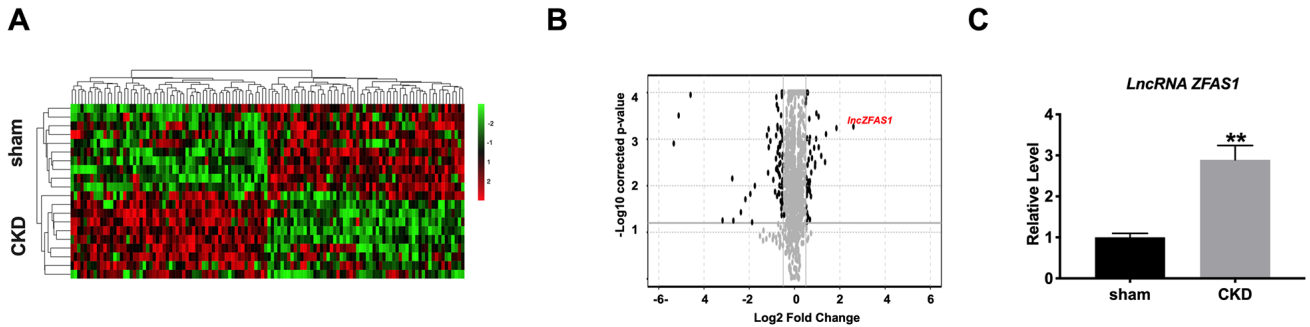 A
sham
CKD
-2
-1
1
2
B
-Log10 corrected p-value
4
3
2
1
lncZFAS1
-6- 4 -2- 0 2 4 6
Log2 Fold Change
C
LncRNA ZFAS1
Relative Level
4
3
2
1
0
**
sham CKD